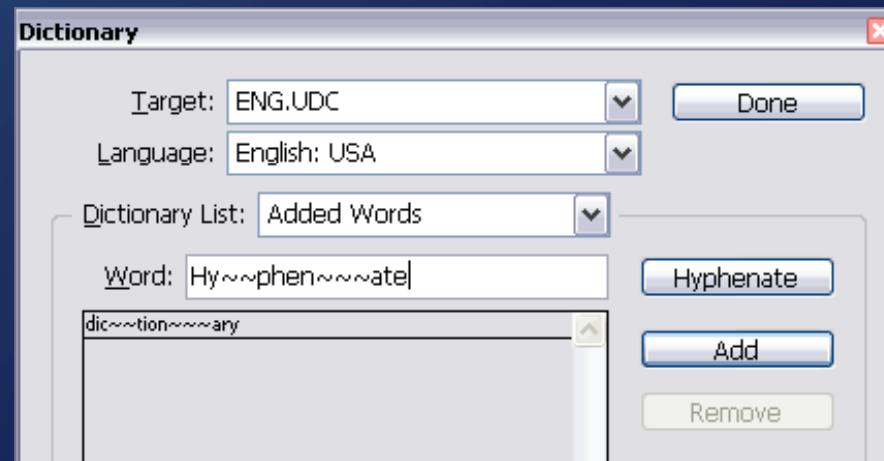 Dictionary
Target: ENG.UDC Done
Language: English: USA
Dictionary List: Added Words
Word: Hy~~phen~~~ate Hyphenate
dic~~tion~~~ary
Add
Remove